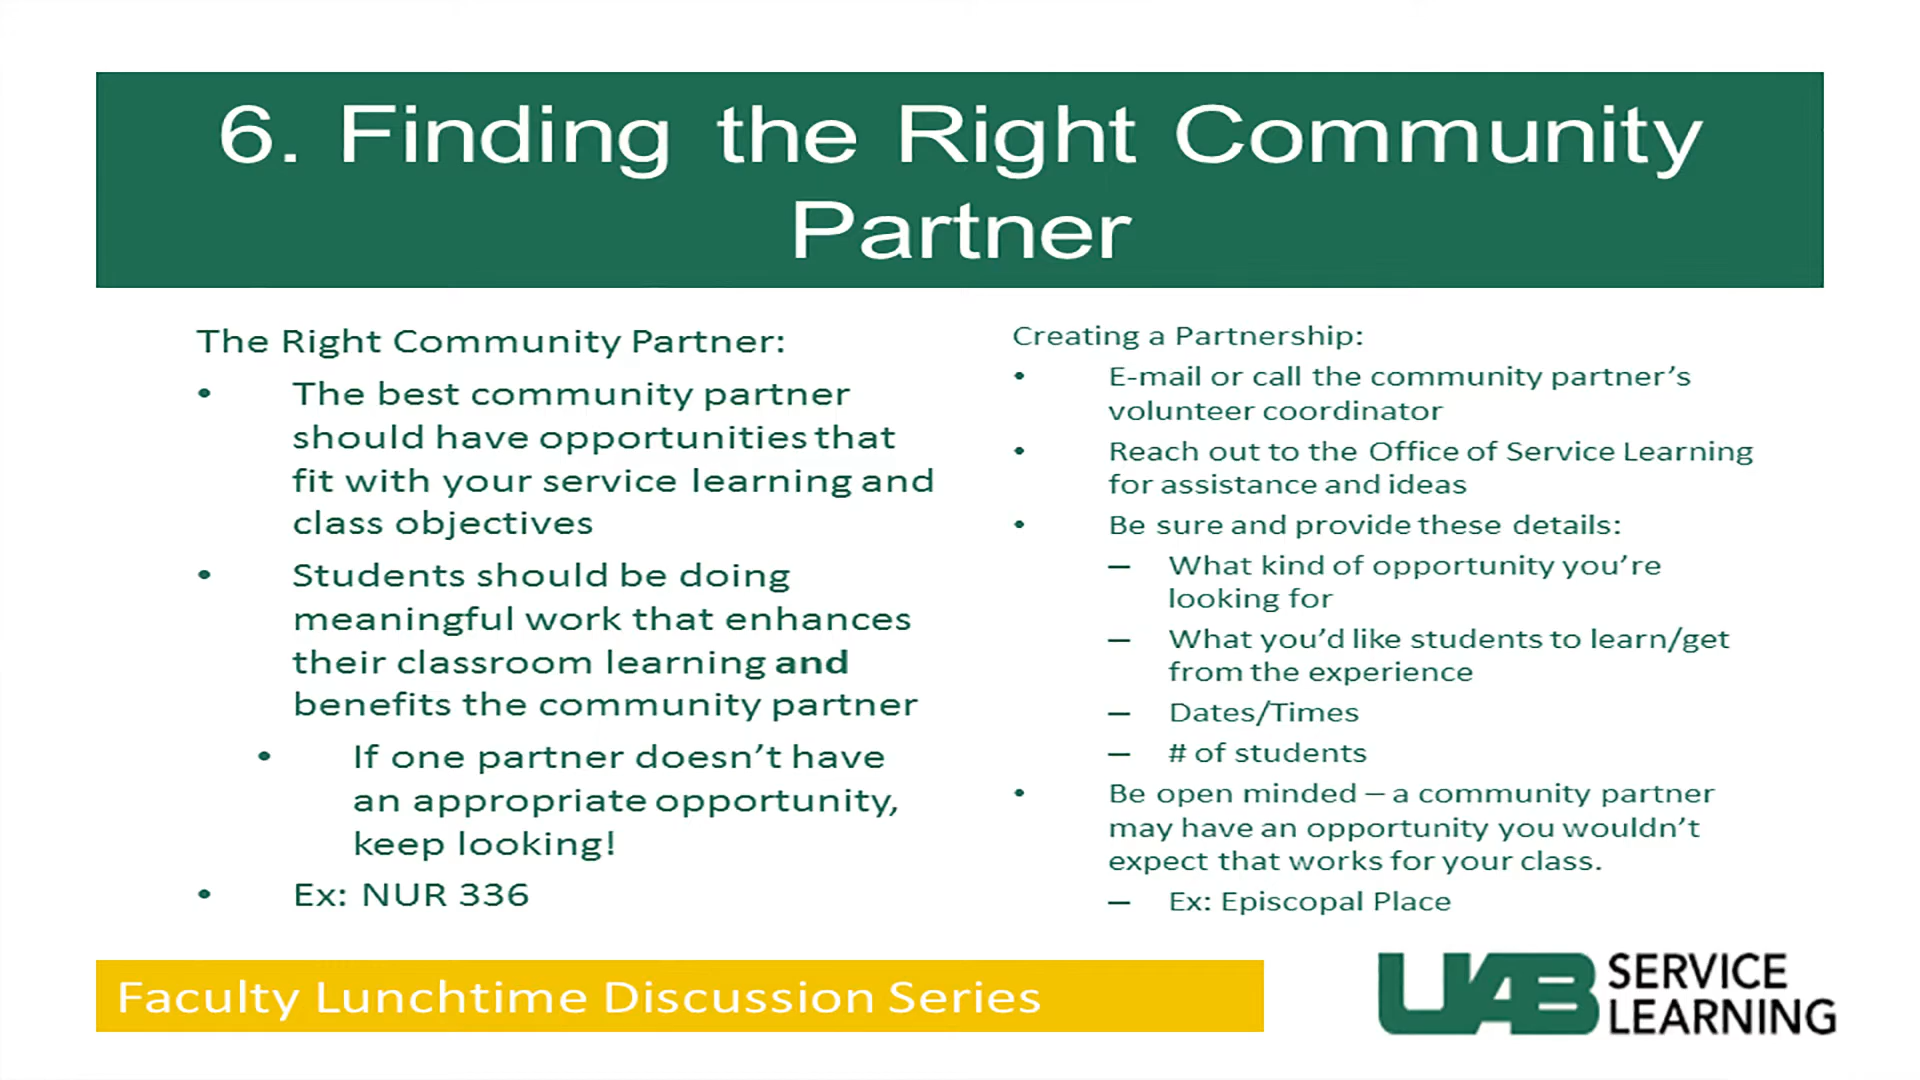 6. Finding the Right Community
Partner
The Right Community Partner:
• The best community partner
should have opportunities that
fit with your service learning and
class objectives
• Students should be doing
meaningful work that enhances
their classroom learning and
benefits the community partner
• If one partner doesn’t have
an appropriate opportunity,
keep looking!
• Ex: NUR 336
Creating a Partnership:
• E-mail or call the community partner’s
volunteer coordinator
• Reach out to the Office of Service Learning
for assistance and ideas
• Be sure and provide these details:
– What kind of opportunity you’re
looking for
– What you’d like students to learn/get
from the experience
– Dates/Times
– # of students
• Be open minded – a community partner
may have an opportunity you wouldn’t
expect that works for your class.
– Ex: Episcopal Place
Faculty Lunchtime Discussion Series
UAB SERVICE
LEARNING